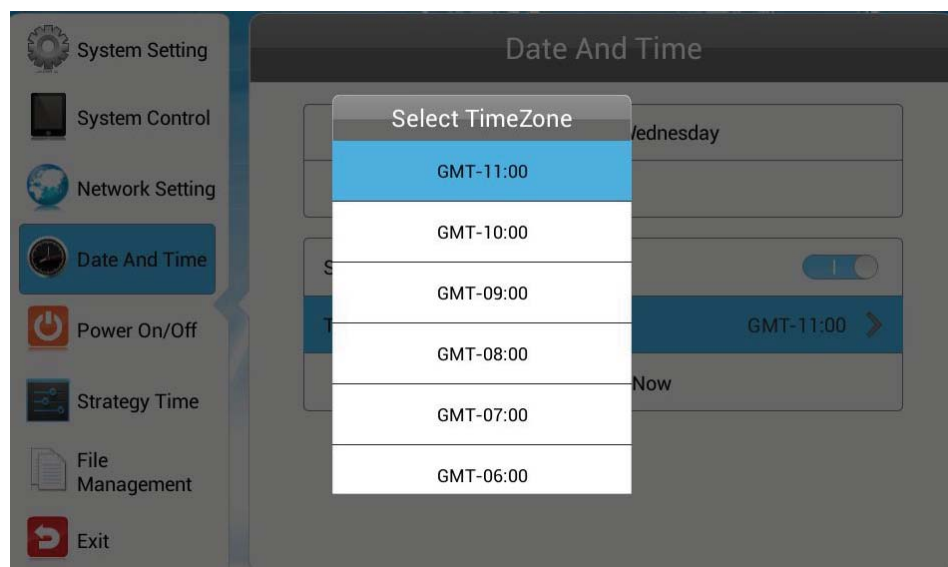 System Setting
System Control
Network Setting
Date And Time
Power On/Off
Strategy Time
File
Management
Exit
Date And Time
Select TimeZone
GMT-11:00
GMT-10:00
GMT-09:00
GMT-08:00
GMT-07:00
GMT-06:00
GMT-11:00
Now